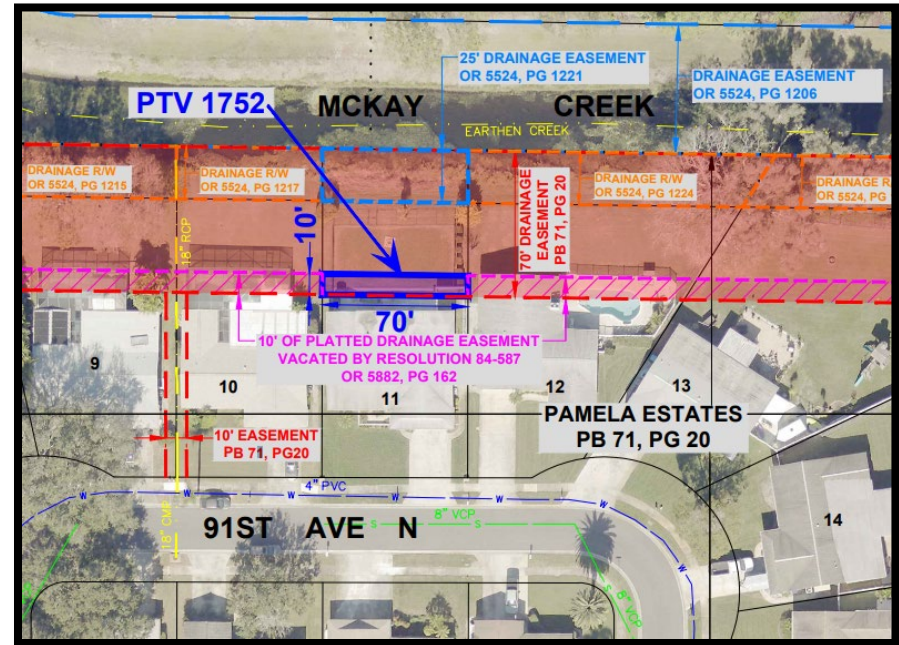 25' DRAINAGE EASEMENT
OR 5524, PG 1221
DRAINAGE EASEMENT
OR 5524, PG 1206
PTV 1752
MCKAY CREEK
EARTHEN CREEK
DRAINAGE R/W
OR 5524, PG 1215
DRAINAGE R/W
OR 5524, PG 1217
70' DRAINAGE
EASEMENT
PB 71, PG 20
DRAINAGE R/W
OR 5524, PG 1224
DRAINAGE R/
OR 5524, PG
18" RCP
10'
70'
10' OF PLATTED DRAINAGE EASEMENT
VACATED BY RESOLUTION 84-587
OR 5882, PG 162
9
10
11
12
13
PAMELA ESTATES
PB 71, PG 20
10' EASEMENT
PB 71, PG20
4" PVC
W W W W W W W
18" CMP
91ST AVE N
S 8" VCP S
8" VCP
14